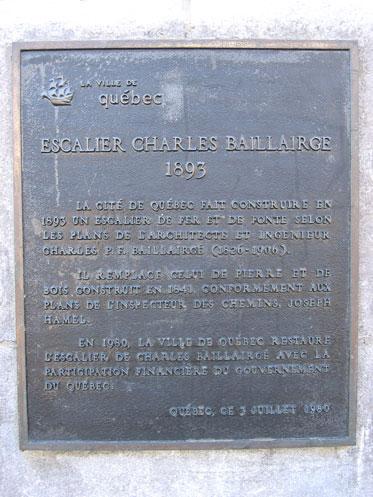 LA VILLE DE
québec
ESCALIER CHARLES BAILLAIRGÉ
1893
LA CITÉ DE QUÉBEC FAIT CONSTRUIRE EN
1893 UN ESCALIER DE FER ET DE FONTE SELON
LES PLANS DE L'ARCHITECTE ET INGÉNIEUR
CHARLES P.F. BAILLAIRGÉ (1826-1906).
IL REMPLACE CELUI DE PIERRE ET DE
BOIS CONSTRUIT EN 1841, CONFORMÉMENT AUX
PLANS DE L'INSPECTEUR DES CHEMINS, JOSEPH
HAMEL.
EN 1980, LA VILLE DE QUÉBEC RESTAURE
L'ESCALIER DE CHARLES BAILLAIRGÉ AVEC LA
PARTICIPATION FINANCIÈRE DU GOUVERNEMENT
DU QUÉBEC.
QUÉBEC, CE 3 JUILLET 1980